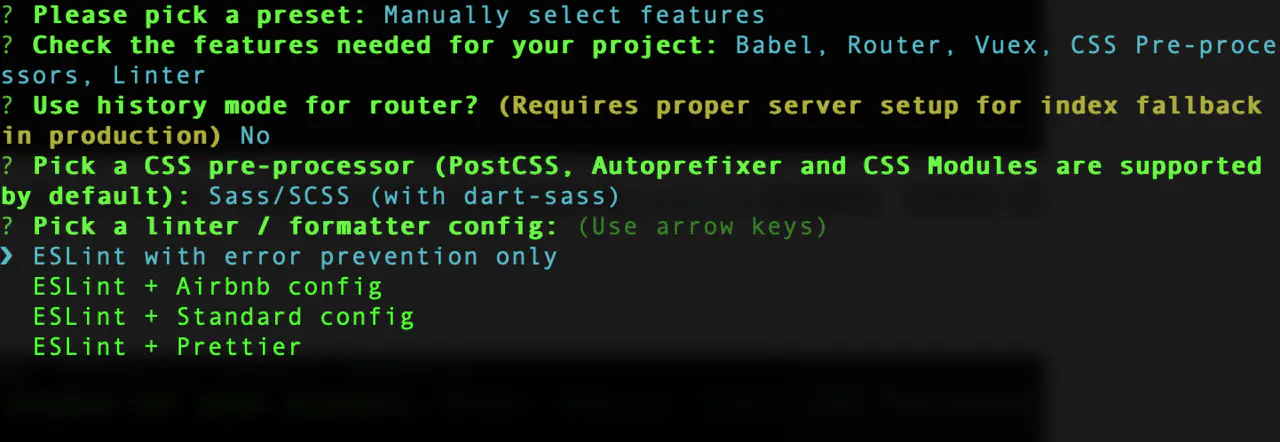 ? Please pick a preset: Manually select features
? Check the features needed for your project: Babel, Router, Vuex, CSS Pre-proce
ssors, Linter
? Use history mode for router? (Requires proper server setup for index fallback
in production) No
? Pick a CSS pre-processor (PostCSS, Autoprefixer and CSS Modules are supported
by default): Sass/SCSS (with dart-sass)
? Pick a linter / formatter config: (Use arrow keys)
❯ ESLint with error prevention only
ESLint + Airbnb config
ESLint + Standard config
ESLint + Prettier